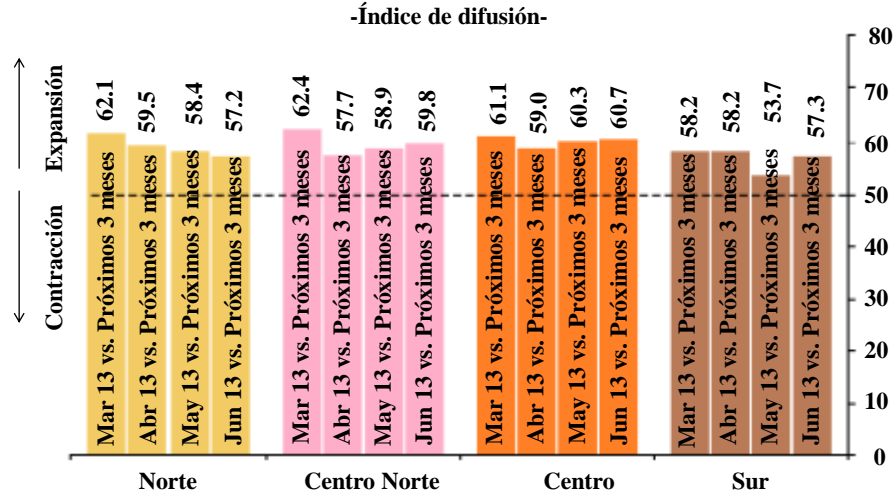 -Índice de difusión-
Expansión
Contracción
62.1
59.5
58.4
57.2
62.4
57.7
58.9
59.8
61.1
59.0
60.3
60.7
58.2
58.2
53.7
57.3
Mar 13 vs. Próximos 3 meses
Abr 13 vs. Próximos 3 meses
May 13 vs. Próximos 3 meses
Jun 13 vs. Próximos 3 meses
Mar 13 vs. Próximos 3 meses
Abr 13 vs. Próximos 3 meses
May 13 vs. Próximos 3 meses
Jun 13 vs. Próximos 3 meses
Mar 13 vs. Próximos 3 meses
Abr 13 vs. Próximos 3 meses
May 13 vs. Próximos 3 meses
Jun 13 vs. Próximos 3 meses
Mar 13 vs. Próximos 3 meses
Abr 13 vs. Próximos 3 meses
May 13 vs. Próximos 3 meses
Jun 13 vs. Próximos 3 meses
80
70
60
50
40
30
20
10
0
Norte
Centro Norte
Centro
Sur